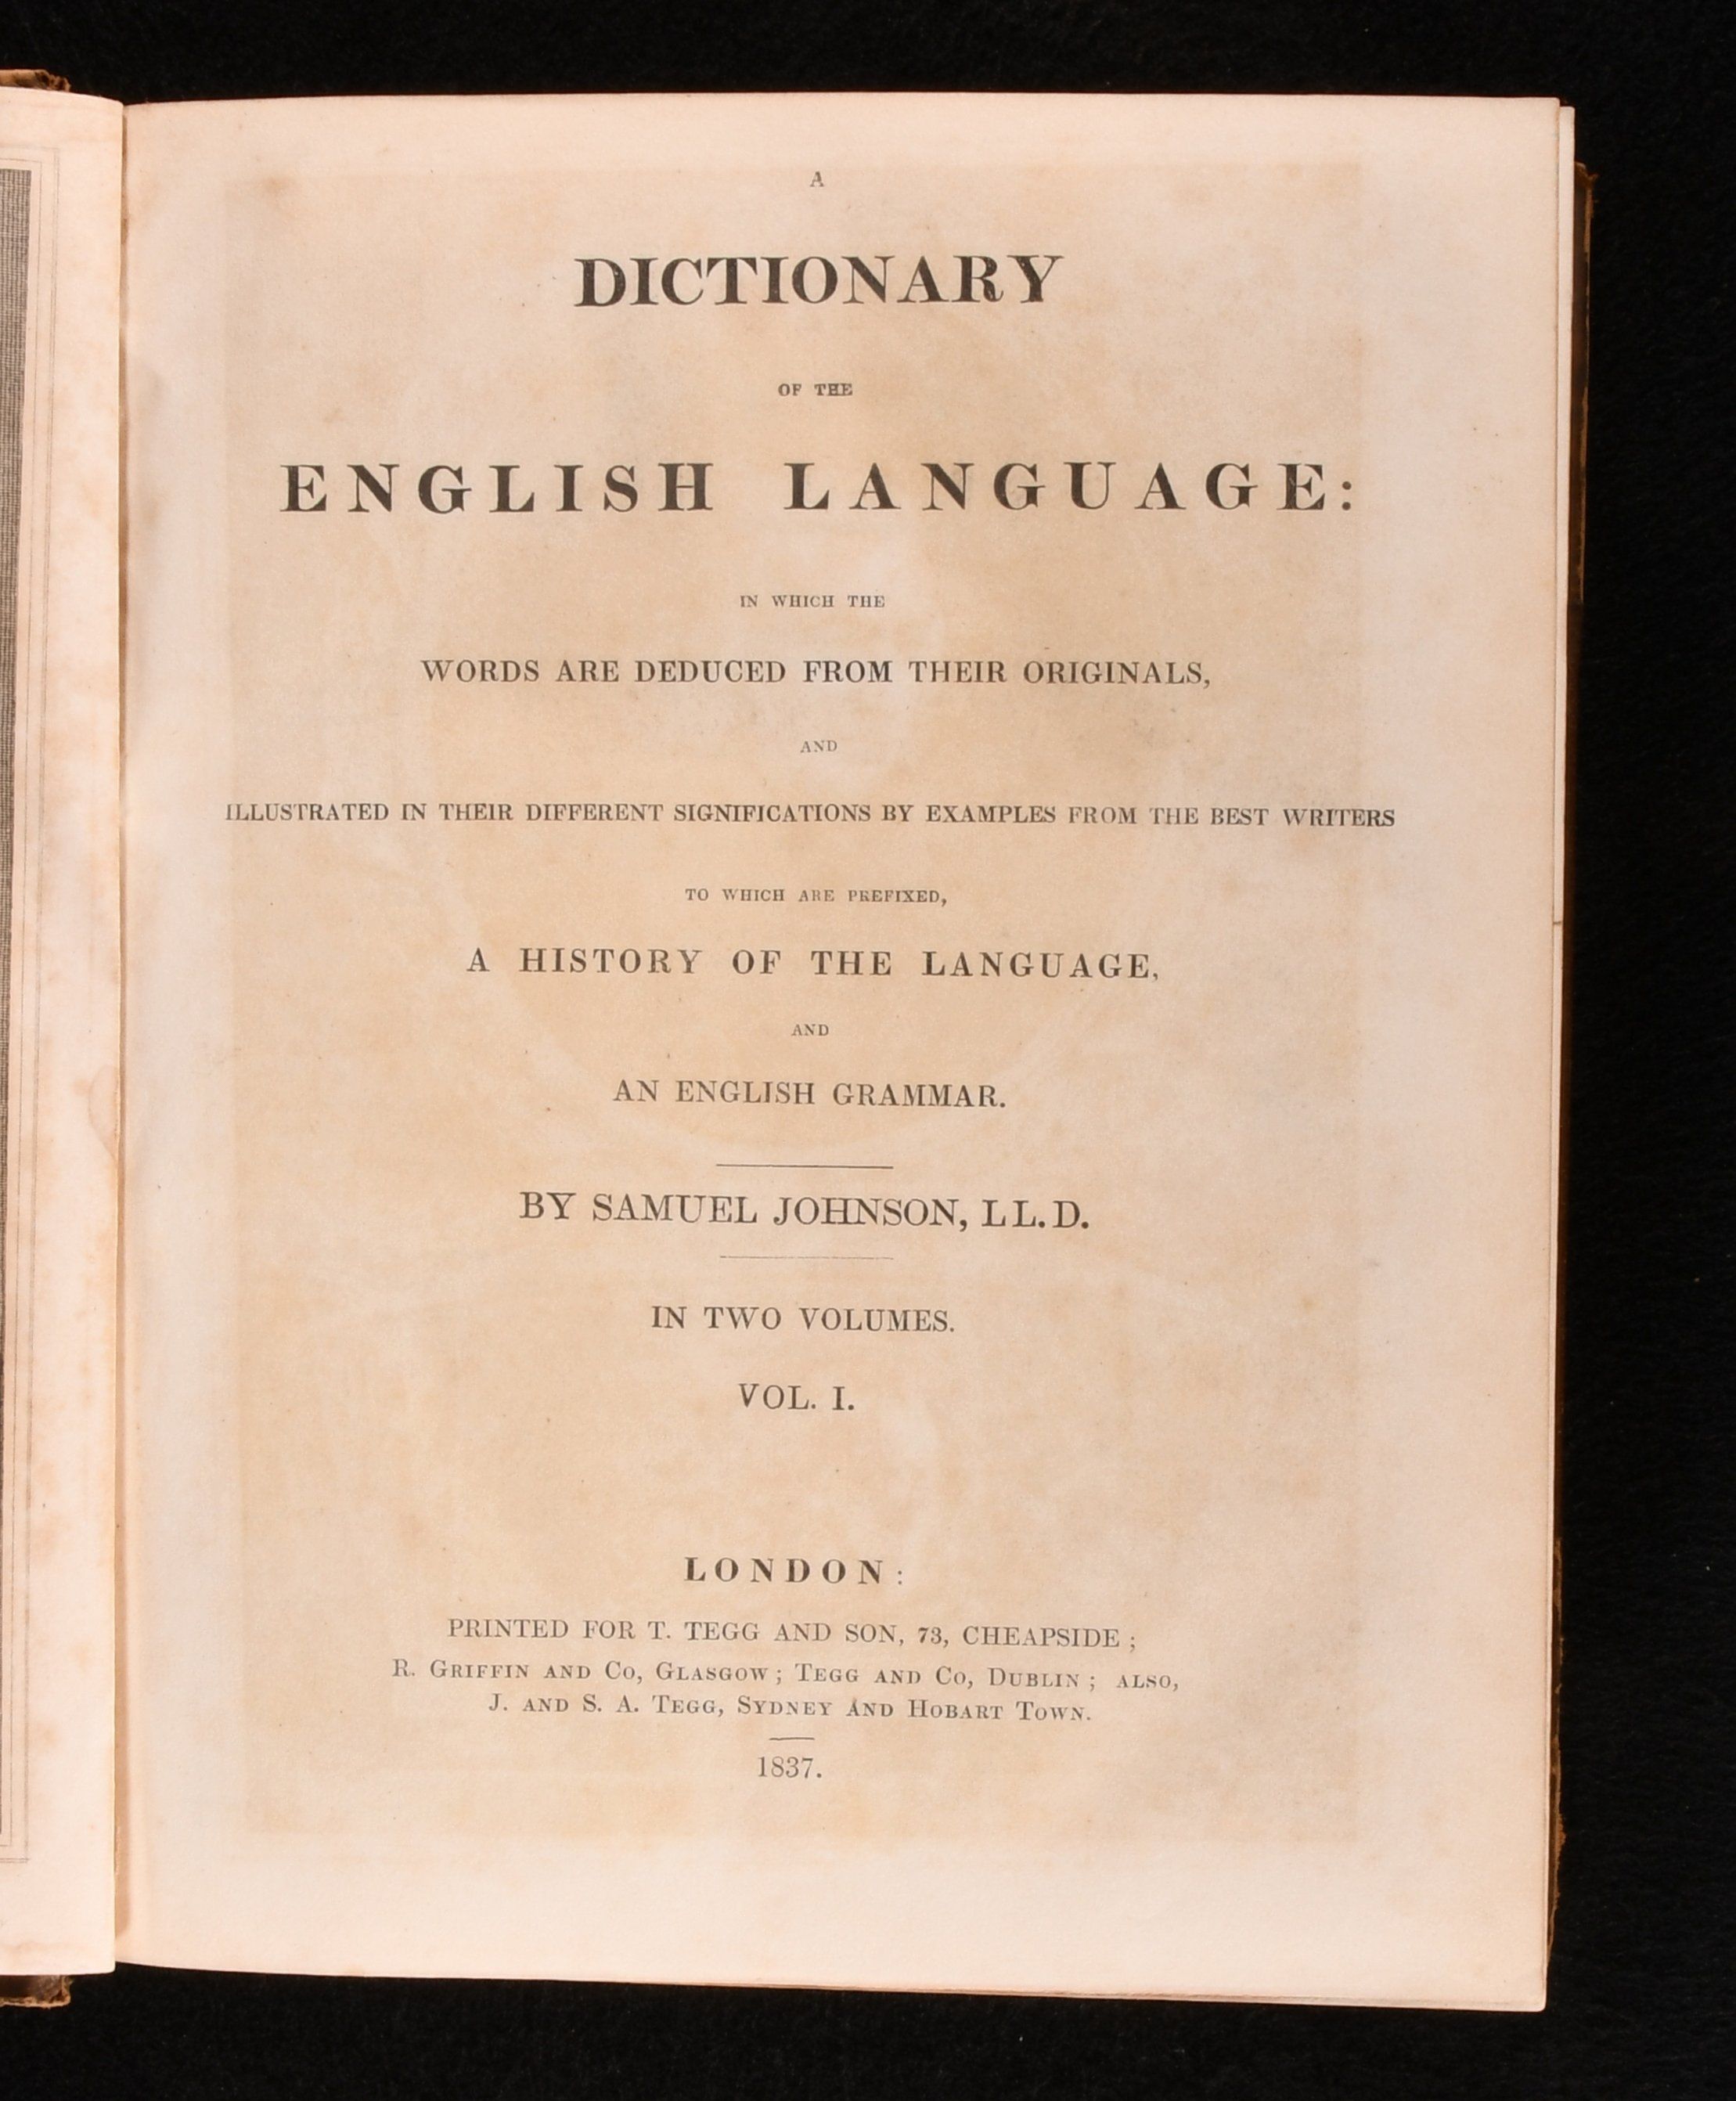 A
DICTIONARY
OF THE
ENGLISH LANGUAGE:
IN WHICH THE
WORDS ARE DEDUCED FROM THEIR ORIGINALS,
AND
ILLUSTRATED IN THEIR DIFFERENT SIGNIFICATIONS BY EXAMPLES FROM THE BEST WRITERS
TO WHICH ARE PREFIXED,
A HISTORY OF THE LANGUAGE,
AND
AN ENGLISH GRAMMAR.
BY SAMUEL JOHNSON, LL.D.
IN TWO VOLUMES.
VOL. I.
LONDON:
PRINTED FOR T. TEGG AND SON, 73, CHEAPSIDE;
R. GRIFFIN AND CO, GLASGOW; TEGG AND CO, DUBLIN; ALSO,
J. AND S. A. TEGG, SYDNEY AND HOBART TOWN.
1837.